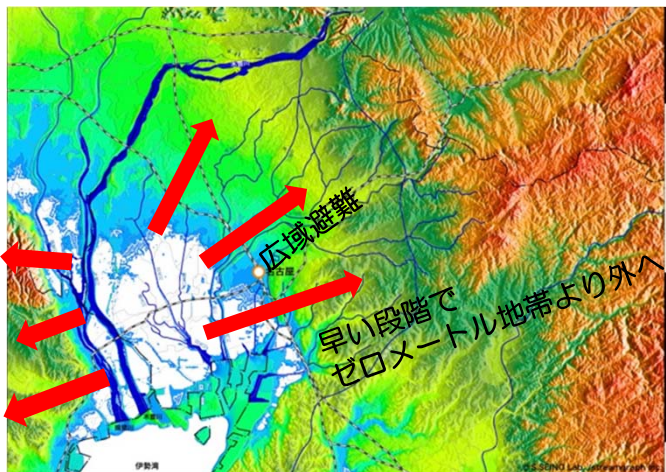 広域避難
名古屋
早い段階で
ゼロメートル地帯より外へ
伊勢湾